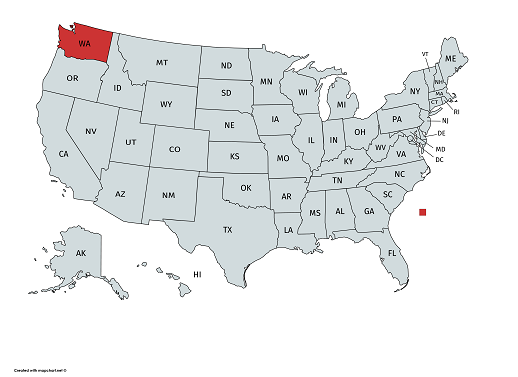 WA
MT
ND
MN
OR
ID
SD
WI
MI
VT
ME
NH
NY
MA
CT
RI
WY
IA
NE
PA
NJ
NV
UT
CO
IL
IN
OH
DE
MD
DC
CA
KS
MO
KY
WV
VA
AZ
NM
OK
AR
TN
NC
SC
TX
LA
MS
AL
GA
FL
AK
HI
Created with mapchart.net ©